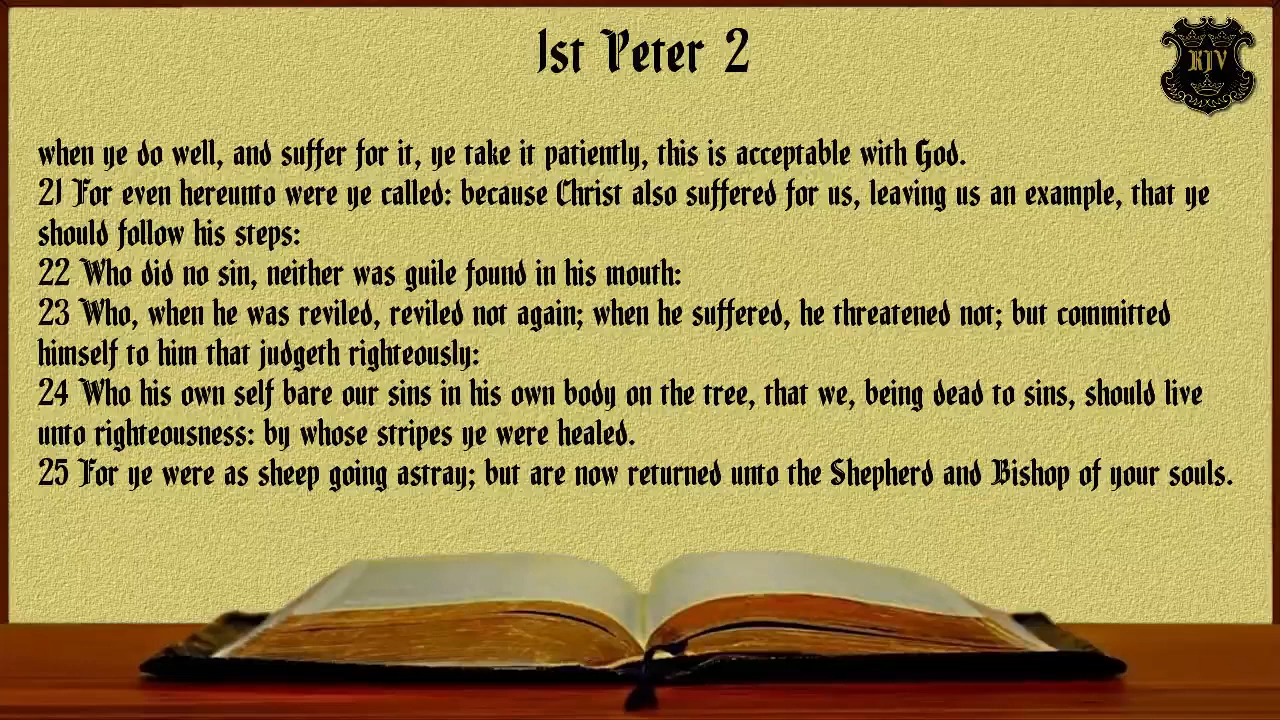 1st Peter 2
KJV
when ye do well, and suffer for it, ye take it patiently, this is acceptable with God.
21 For even hereunto were ye called: because Christ also suffered for us, leaving us an example, that ye
should follow his steps:
22 Who did no sin, neither was guile found in his mouth:
23 Who, when he was reviled, reviled not again; when he suffered, he threatened not; but committed
himself to him that judgeth righteously:
24 Who his own self bare our sins in his own body on the tree, that we, being dead to sins, should live
unto righteousness: by whose stripes ye were healed.
25 For ye were as sheep going astray; but are now returned unto the Shepherd and Bishop of your souls.